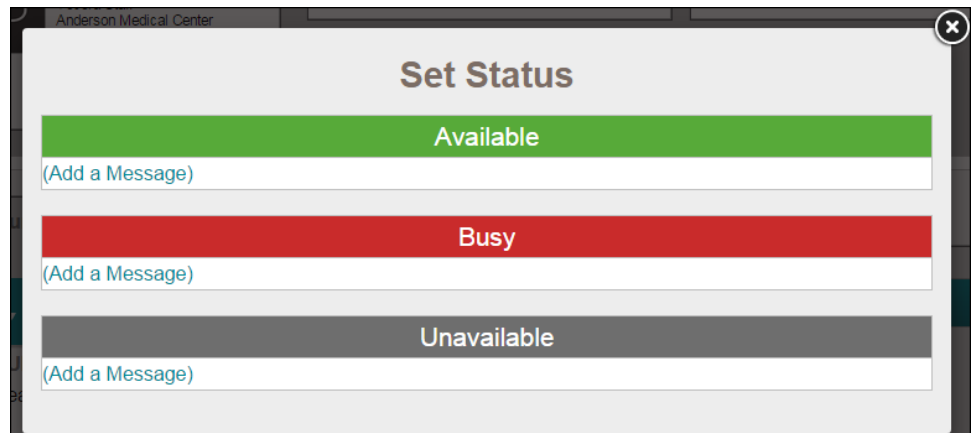 Anderson Medical Center
Set Status
Available
(Add a Message)
Busy
(Add a Message)
Unavailable
(Add a Message)